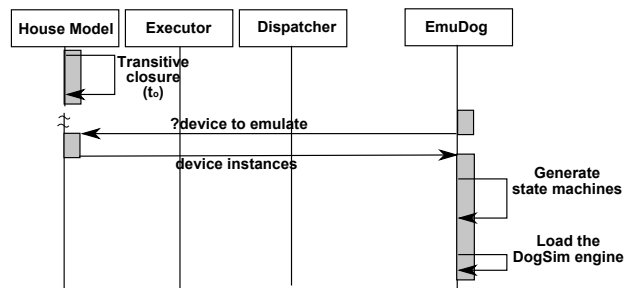 House Model
Executor
Dispatcher
EmuDog
Transitive
closure
(t₀)
?device to emulate
device instances
Generate
state machines
Load the
DogSim engine